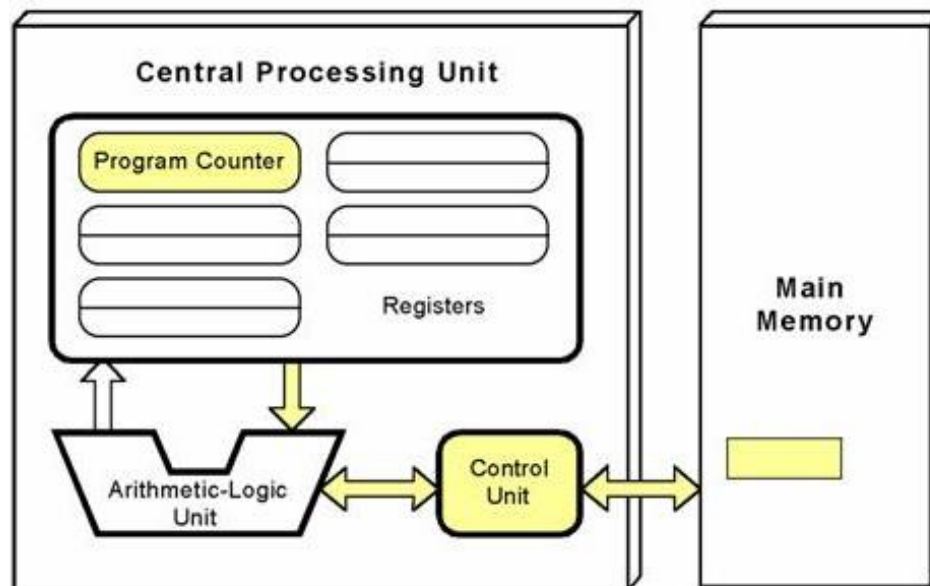 Central Processing Unit
Program Counter
Registers
Arithmetic-Logic
Unit
Control
Unit
Main
Memory